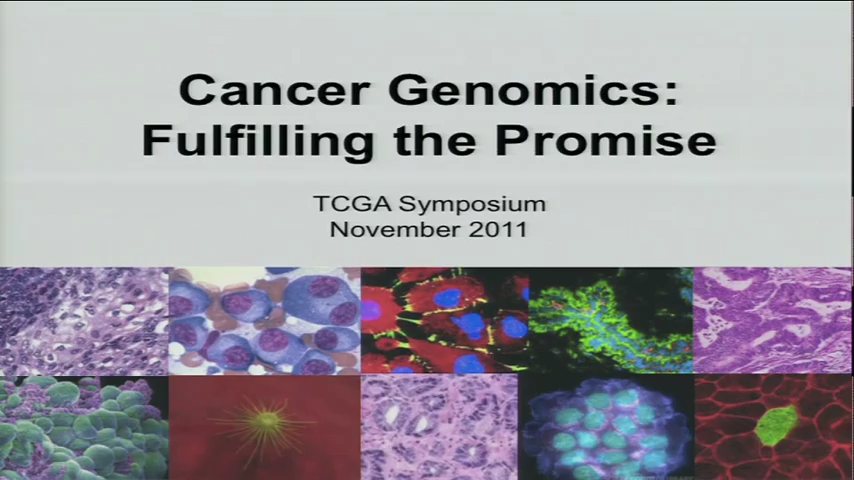 Cancer Genomics:
Fulfilling the Promise
TCGA Symposium
November 2011